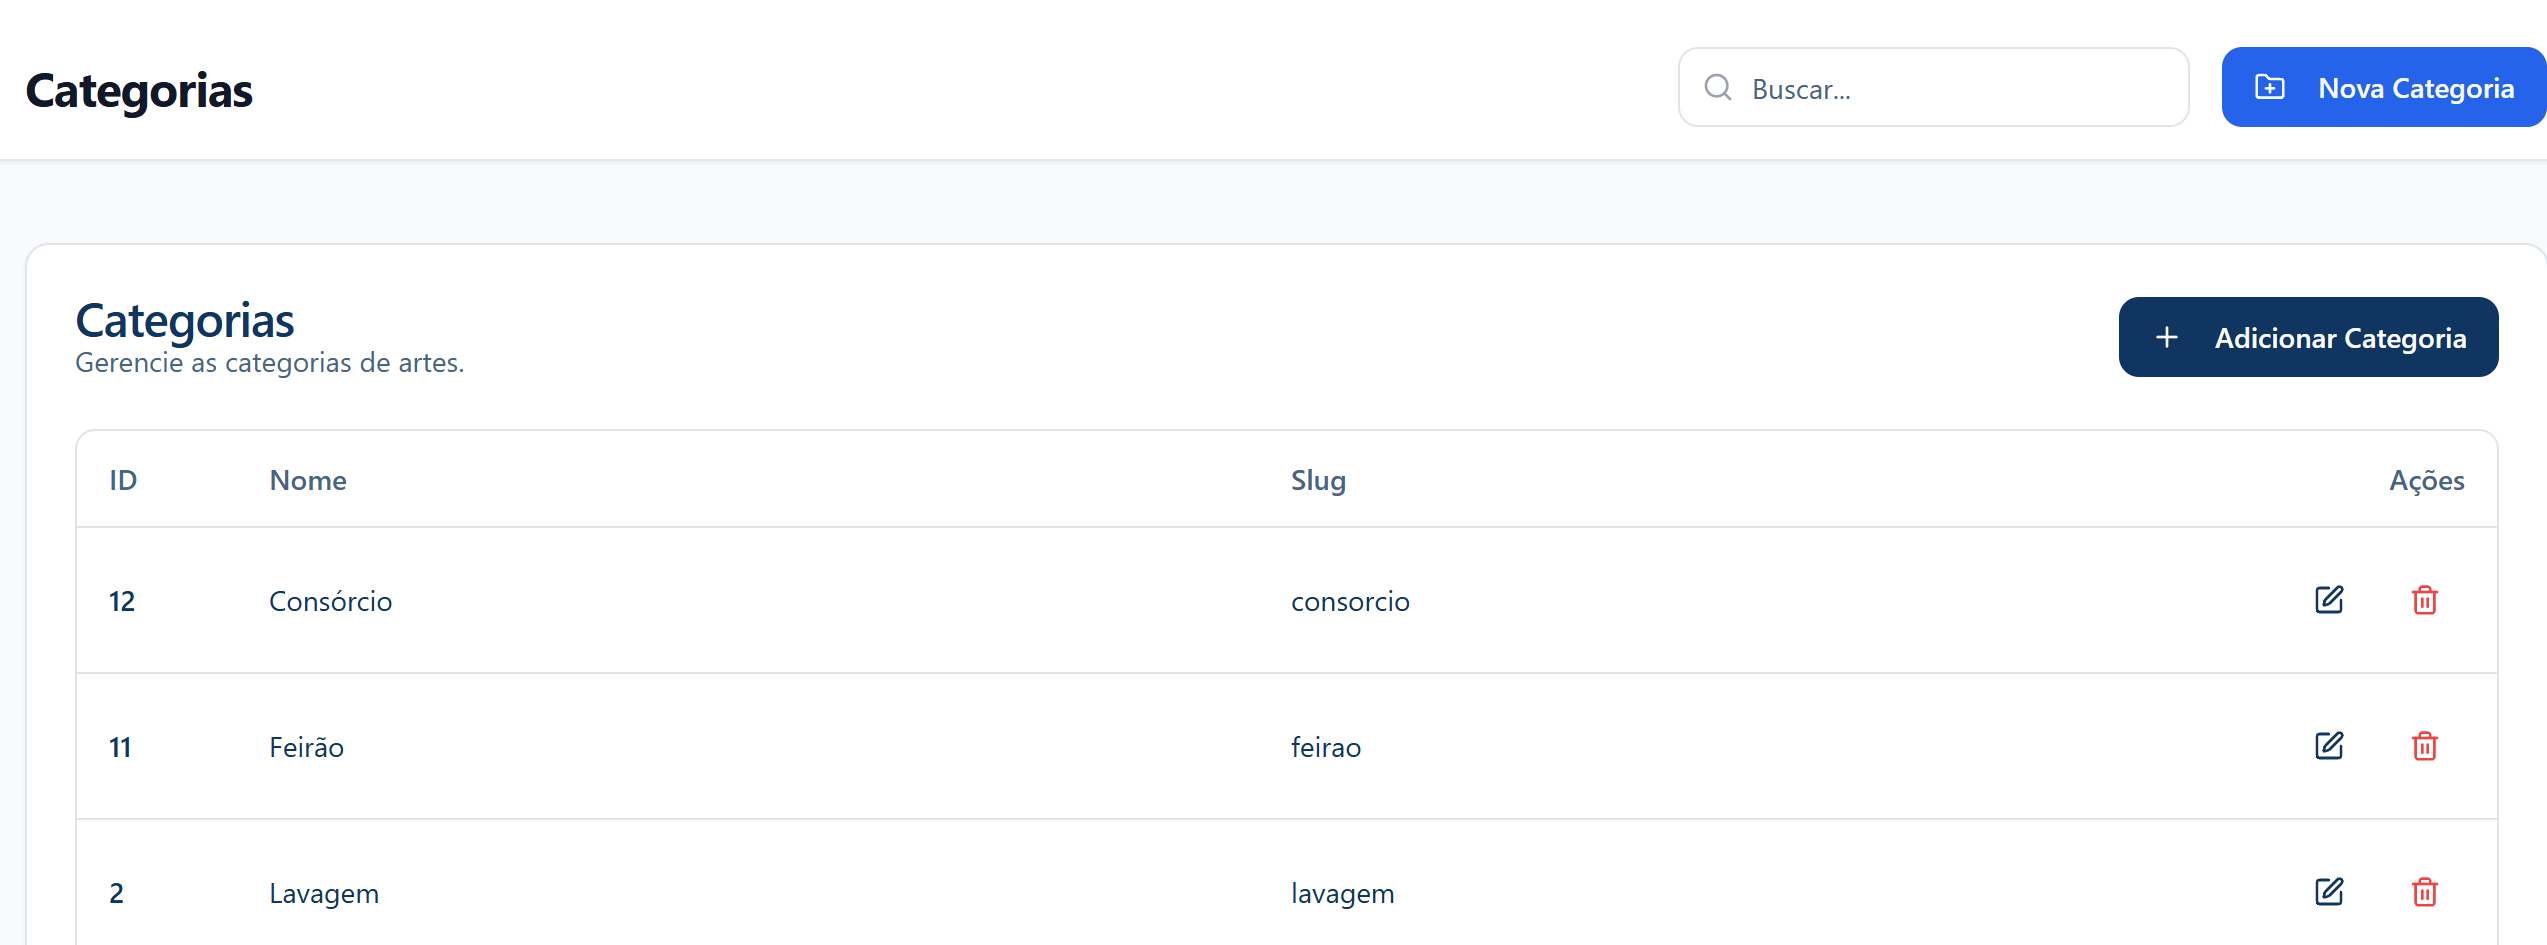 Categorias
Buscar...
Nova Categoria
Categorias
Gerencie as categorias de artes.
Adicionar Categoria
ID Nome Slug Ações
12 Consórcio consorcio
11 Feirão feirao
2 Lavagem lavagem